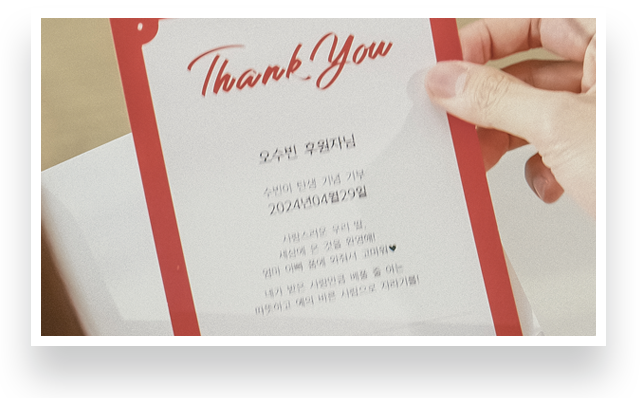 Thank You
오수빈 후원자님
수빈이 탄생 기념 기부
2024년04월29일
사랑스러운 우리 딸,
세상에 온 것을 환영해!
엄마 아빠 품에 와줘서 고마워♥
네가 받은 사랑만큼 베풀 줄 아는
따뜻하고 예의 바른 사람으로 자라기를!